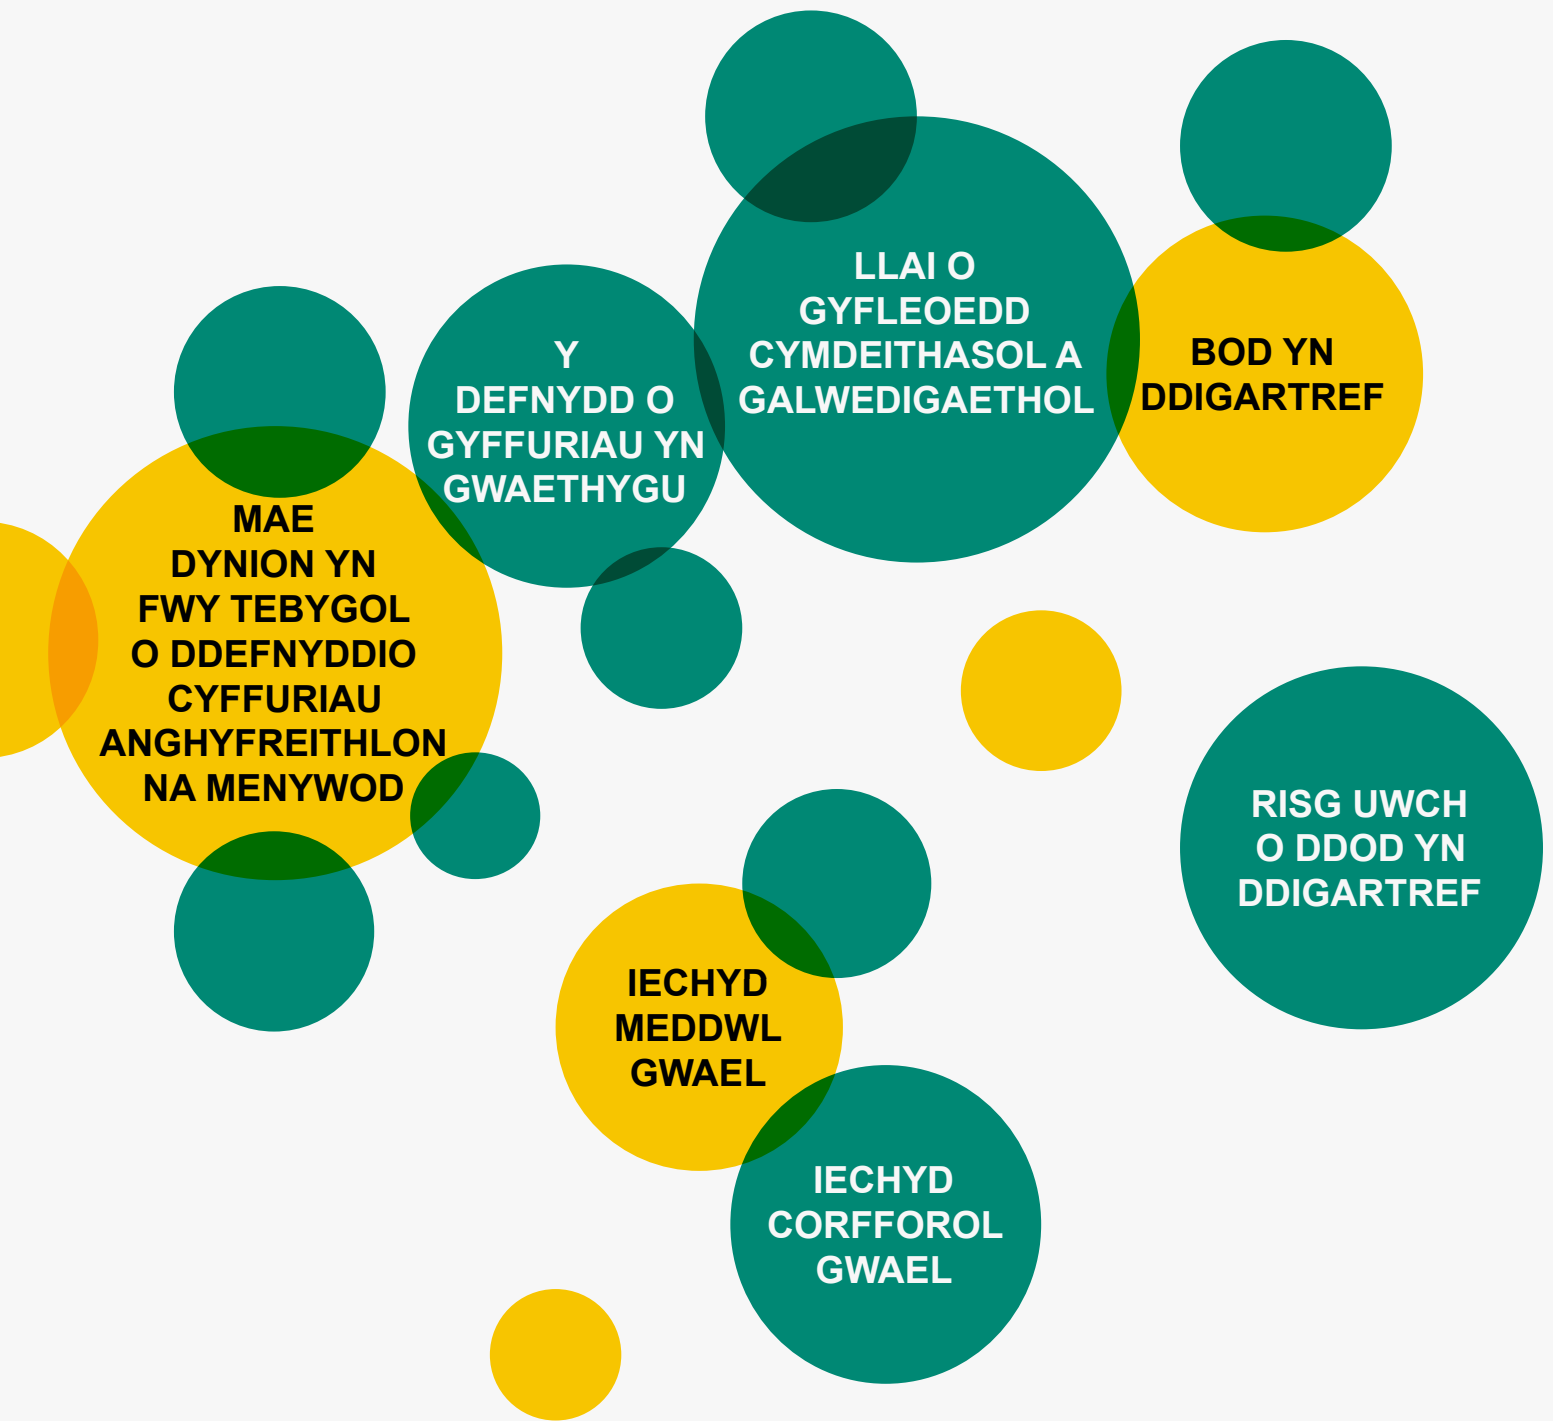 LLAI O
GYFLEOEDD
CYMDEITHASOL A
GALWEDIGAETHOL
BOD YN
DDIGARTREF
Y
DEFNYDD O
GYFFURIAU YN
GWAETHYGU
MAE
DYNION YN
FWY TEBYGOL
O DDEFNYDDIO
CYFFURIAU
ANGHYFREITHLON
NA MENYWOD
RISG UWCH
O DDOD YN
DDIGARTREF
IECHYD
MEDDWL
GWAEL
IECHYD
CORFFOROL
GWAEL